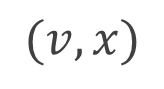 (v, x)